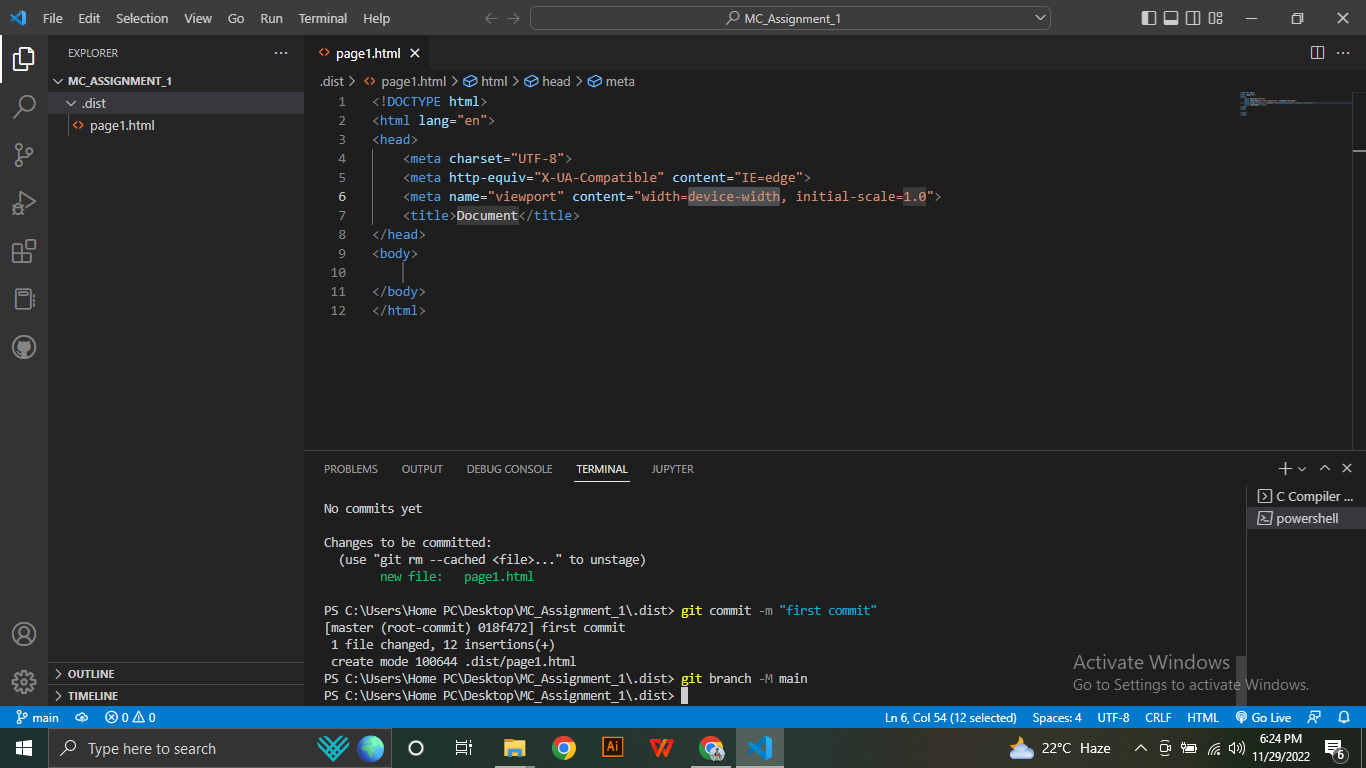 File Edit Selection View Go Run Terminal Help
MC_Assignment_1
EXPLORER
MC_ASSIGNMENT_1
.dist
page1.html
OUTLINE
TIMELINE
page1.html
.dist > page1.html > html > head > meta
1 <!DOCTYPE html>
2 <html lang="en">
3 <head>
4 <meta charset="UTF-8">
5 <meta http-equiv="X-UA-Compatible" content="IE=edge">
6 <meta name="viewport" content="width=device-width, initial-scale=1.0">
7 <title>Document</title>
8 </head>
9 <body>
10
11 </body>
12 </html>
PROBLEMS OUTPUT DEBUG CONSOLE TERMINAL JUPYTER
C Compiler ...
powershell
No commits yet
Changes to be committed:
(use "git rm --cached <file>..." to unstage)
new file: page1.html
PS C:\Users\Home PC\Desktop\MC_Assignment_1\.dist> git commit -m "first commit"
[master (root-commit) 018f472] first commit
1 file changed, 12 insertions(+)
create mode 100644 .dist/page1.html
PS C:\Users\Home PC\Desktop\MC_Assignment_1\.dist> git branch -M main
PS C:\Users\Home PC\Desktop\MC_Assignment_1\.dist>
Activate Windows
Go to Settings to activate Windows.
main 0 0 Ln 6, Col 54 (12 selected) Spaces: 4 UTF-8 CRLF HTML Go Live
Type here to search
Ai
22°C Haze
6:24 PM
11/29/2022
6